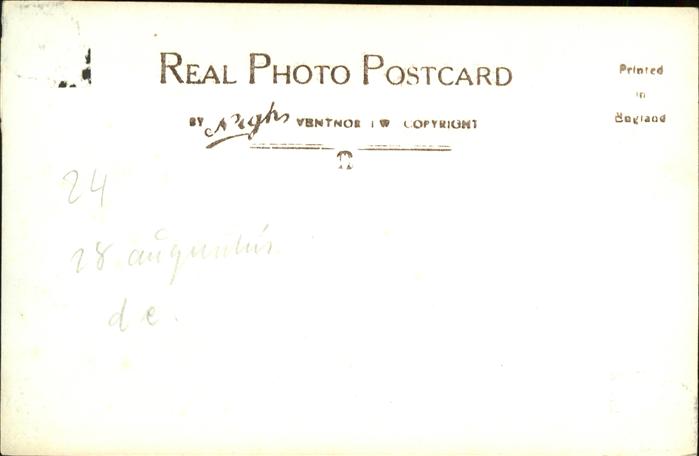 REAL PHOTO POSTCARD
BY Nigh VENTNOR I W COPYRIGHT
Printed
in
England
24
28 augustus
d c.